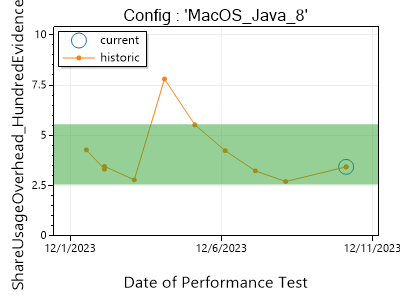 Config : 'MacOS_Java_8'
ShareUsageOverhead_HundredEvidence
current
historic
10
7.5
5
2.5
0
12/1/2023
12/6/2023
12/11/2023
Date of Performance Test